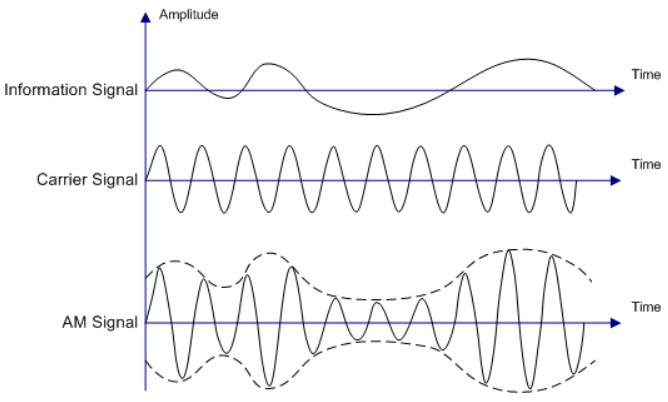 Amplitude
Information Signal
Time
Carrier Signal
Time
AM Signal
Time